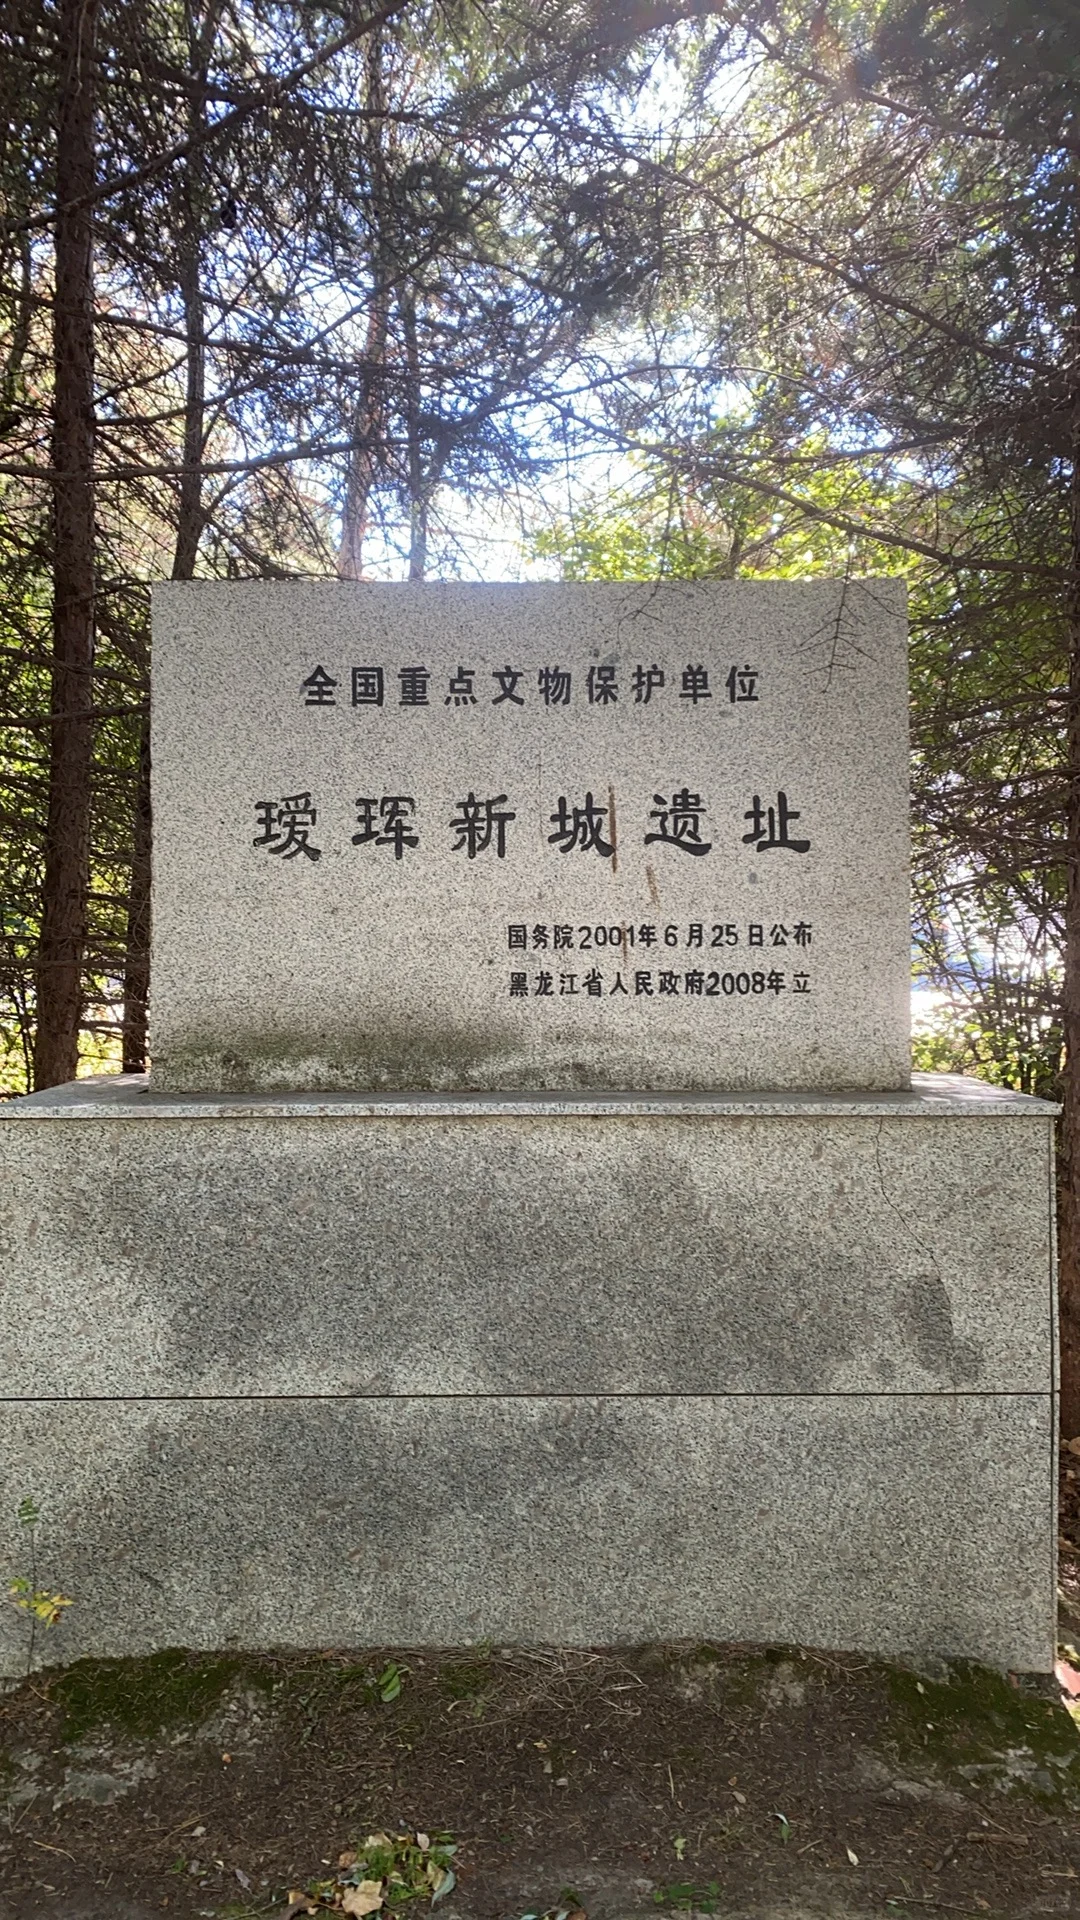 全国重点文物保护单位
瑷珲新城遗址
国务院2001年6月25日公布
黑龙江省人民政府2008年立